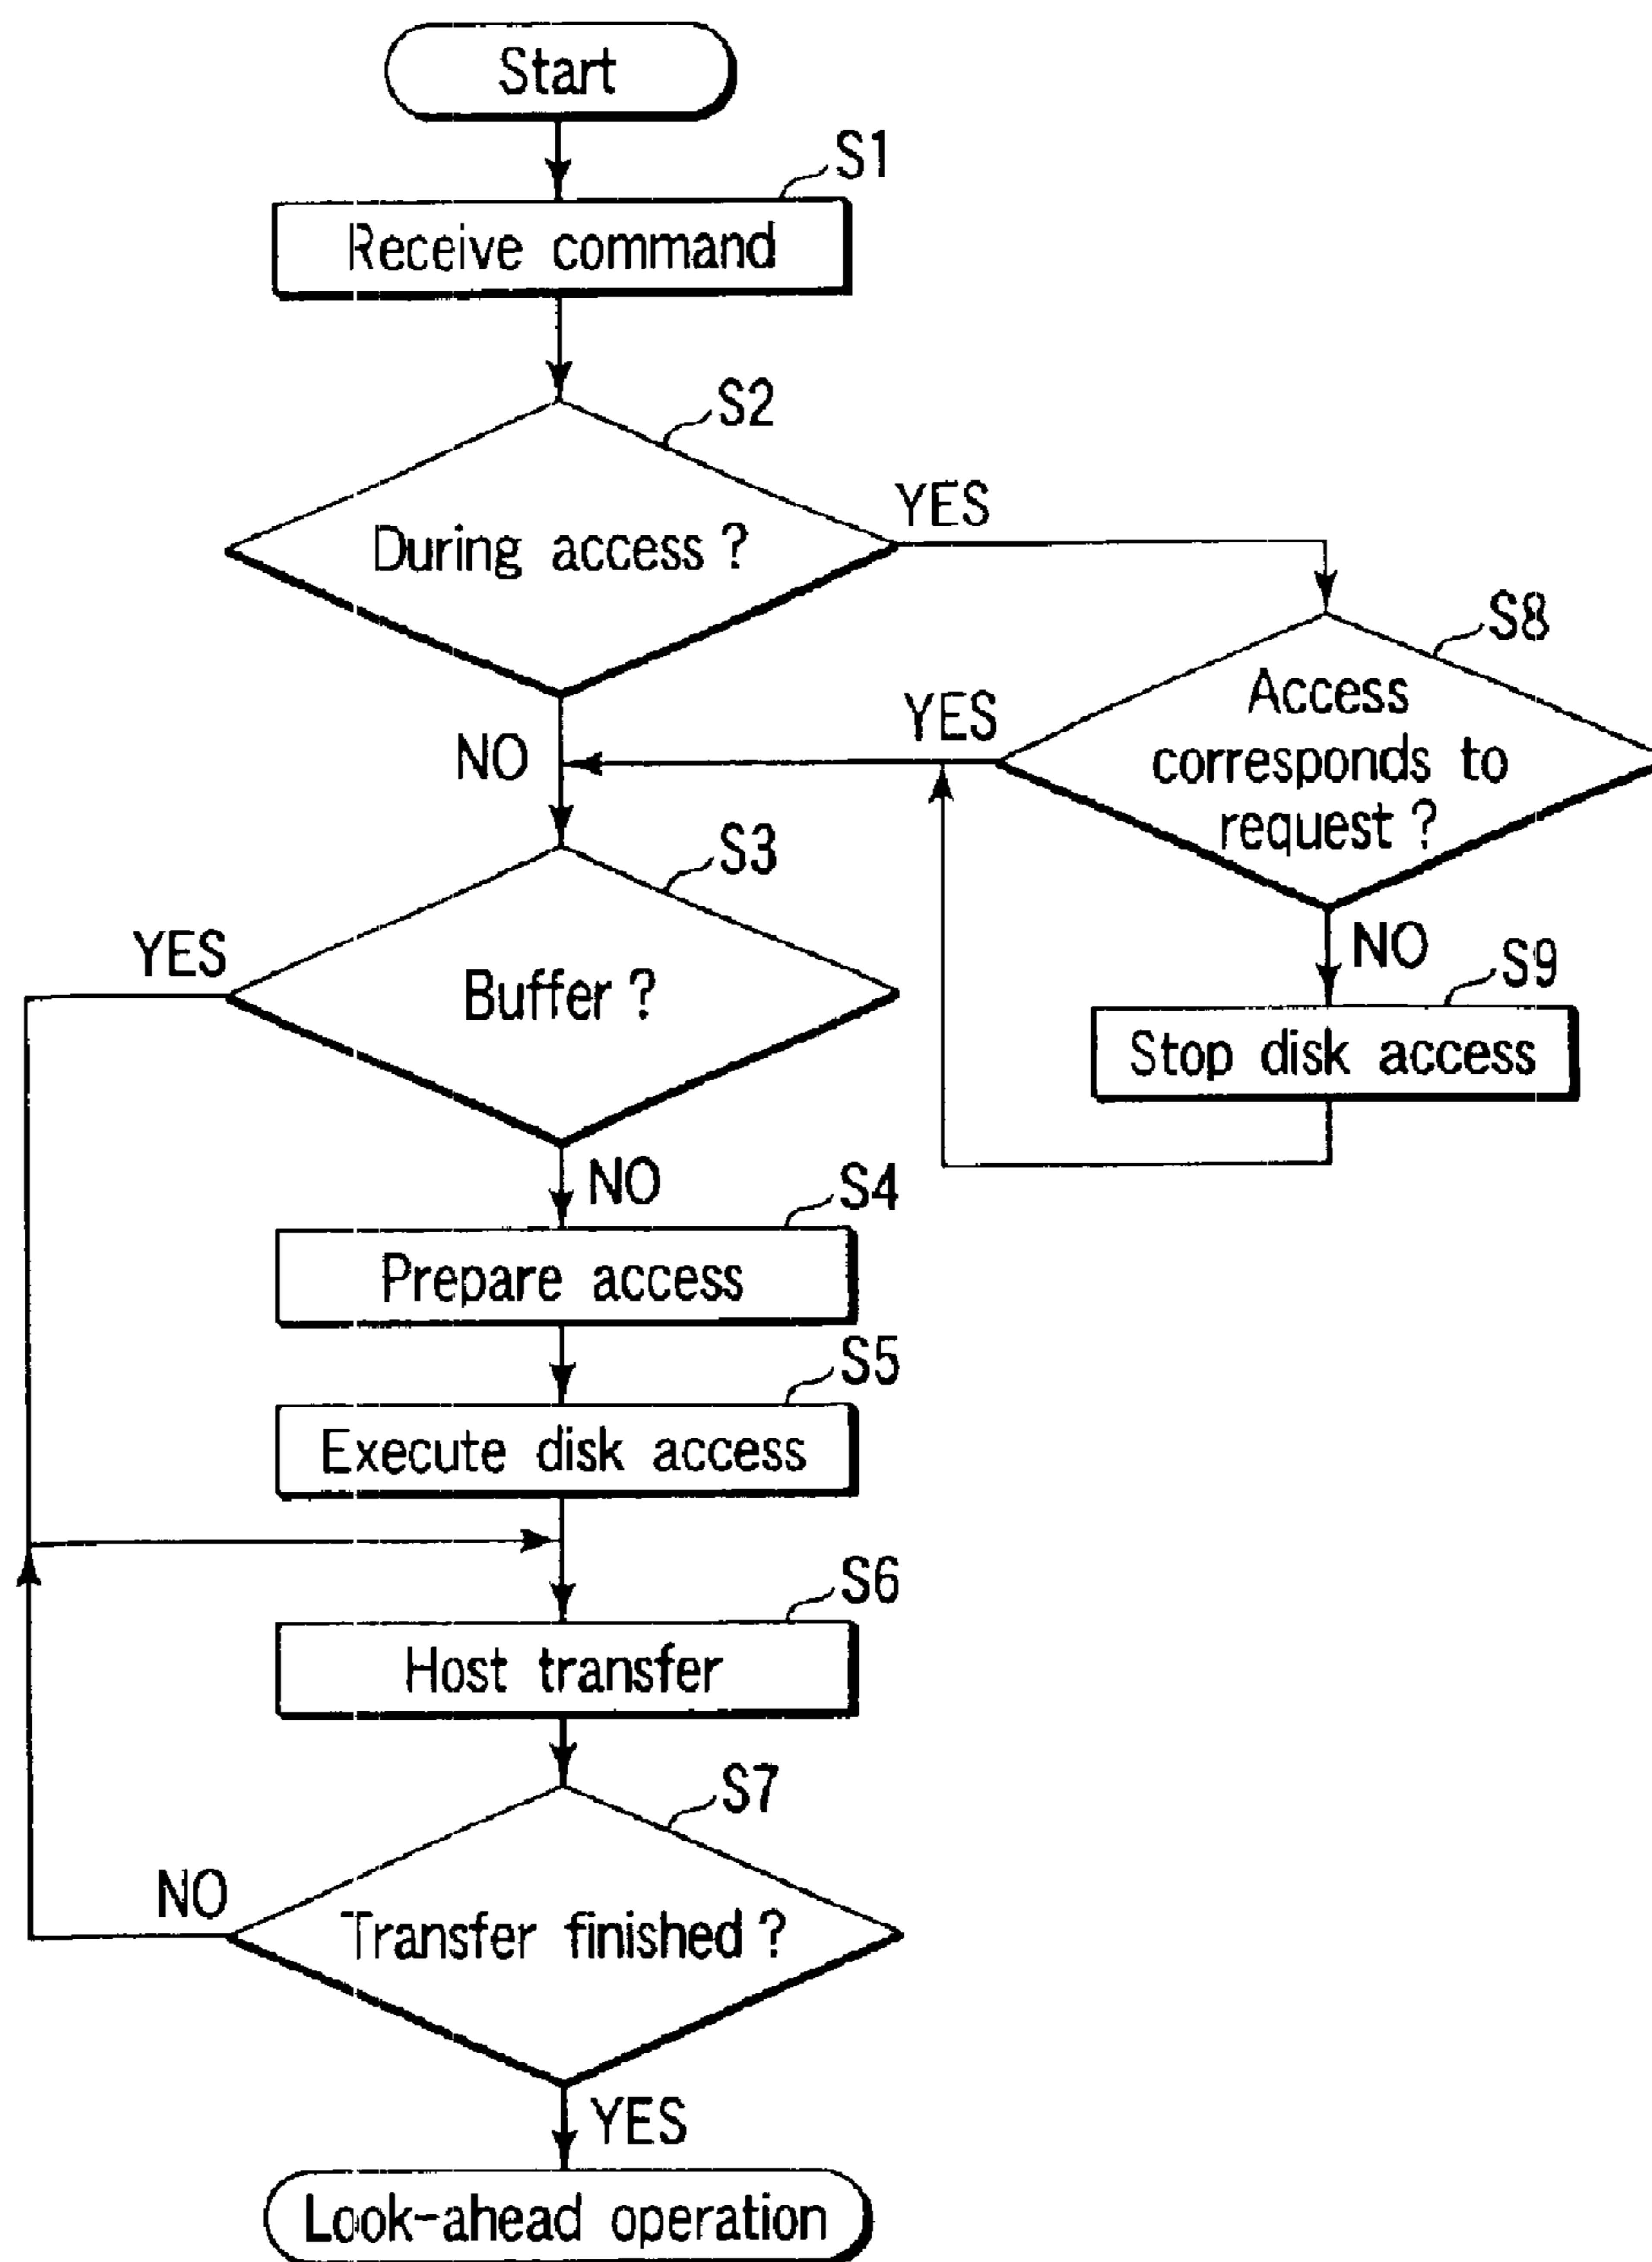 Start
S1
Receive command
S2
During access ?
YES
S8
Access
corresponds to
request ?
YES
NO
S3
Buffer ?
YES
NO
S9
Stop disk access
NO
S4
Prepare access
S5
Execute disk access
S6
Host transfer
S7
Transfer finished ?
NO
YES
Look-ahead operation